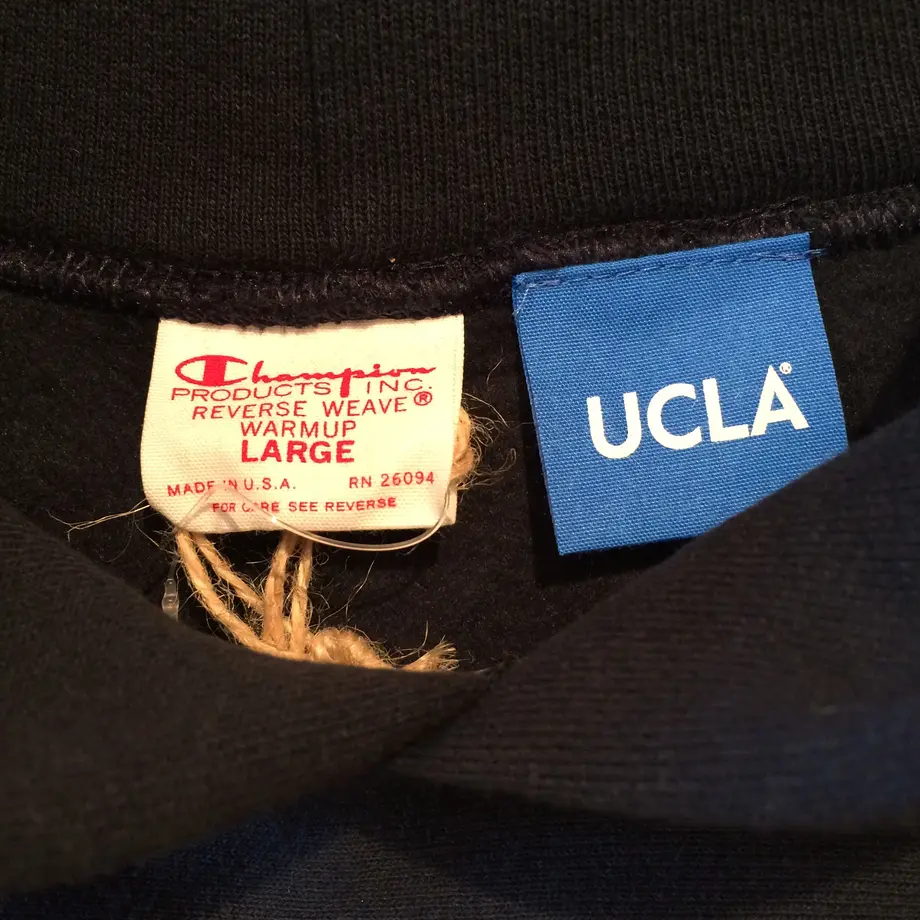 Champion
PRODUCTS INC.
REVERSE WEAVE®
WARMUP
LARGE
MADE IN U.S.A. RN 26094
FOR CARE SEE REVERSE
UCLA®